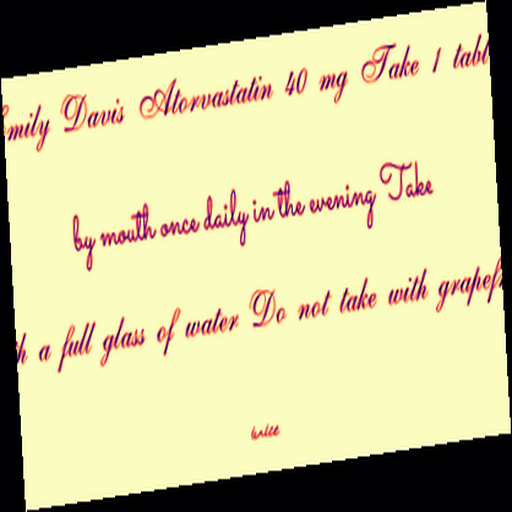 mily Davis Atorvastatin 40 mg Take 1 tabl
by mouth once daily in the evening Take
h a full glass of water Do not take with grapef